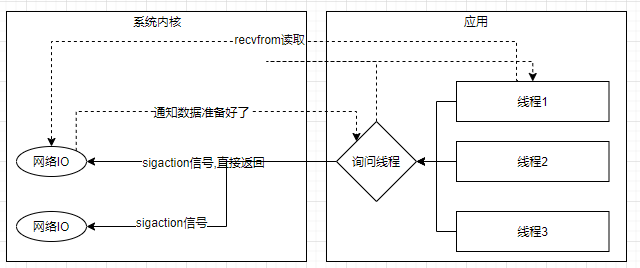 系统内核
应用
recvfrom读取
线程1
通知数据准备好了
网络IO
sigaction信号,直接返回
询问线程
线程2
网络IO
sigaction信号
线程3